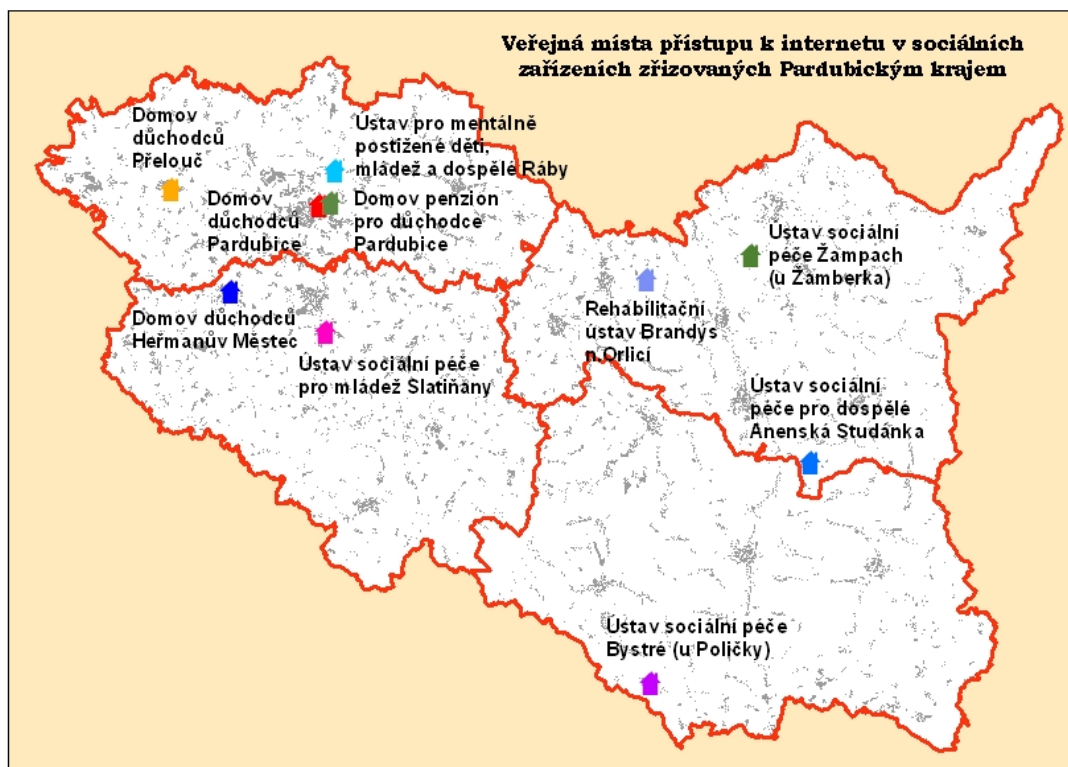 Veřejná místa přístupu k internetu v sociálních
zařízeních zřizovaných Pardubickým krajem
Domov
důchodců
Přelouč
Ústav pro mentálně
postižené děti,
mládež a dospělé Ráby
Domov
důchodců
Pardubice
Domov penzion
pro důchodce
Pardubice
Ústav sociální
péče Žampach
(u Žamberka)
Domov důchodců
Heřmanův Městec
Rehabilitační
ústav Brandýs
n.Orlicí
Ústav sociální péče
pro mládež Slatiňany
Ústav sociální
péče pro dospělé
Anenská Studánka
Ústav sociální péče
Bystré (u Poličky)